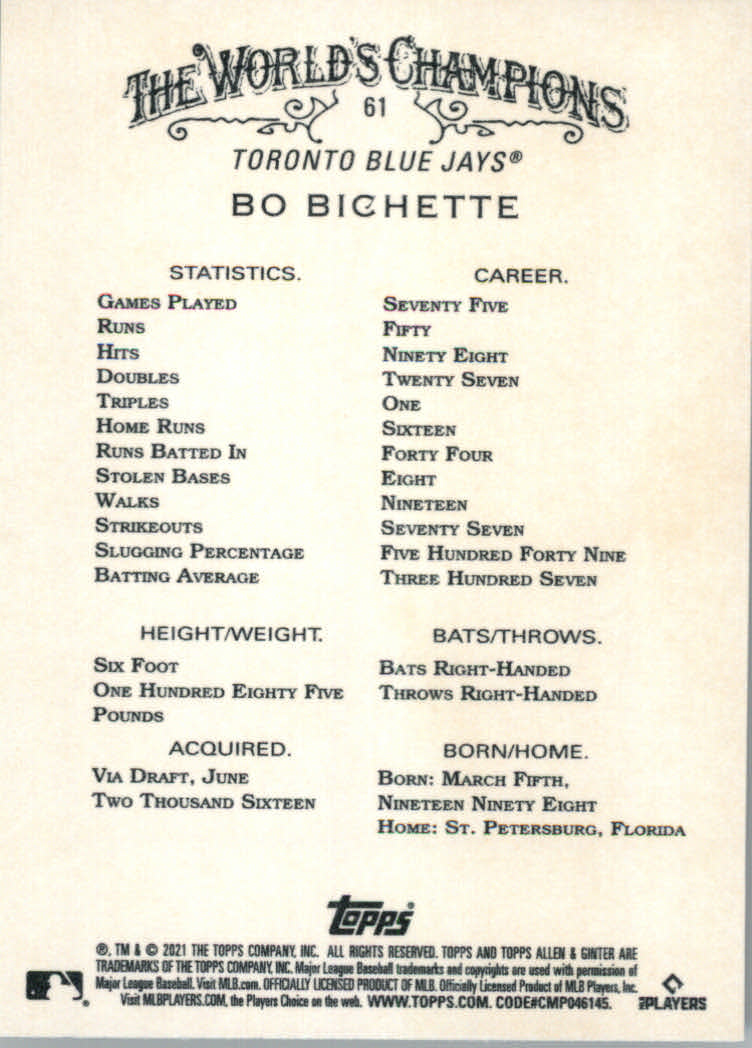 THE WORLD'S CHAMPIONS
61
TORONTO BLUE JAYS®
BO BICHETTE
STATISTICS. CAREER.
GAMES PLAYED SEVENTY FIVE
RUNS FIFTY
HITS NINETY EIGHT
DOUBLES TWENTY SEVEN
TRIPLES ONE
HOME RUNS SIXTEEN
RUNS BATTED IN FORTY FOUR
STOLEN BASES EIGHT
WALKS NINETEEN
STRIKEOUTS SEVENTY SEVEN
SLUGGING PERCENTAGE FIVE HUNDRED FORTY NINE
BATTING AVERAGE THREE HUNDRED SEVEN
HEIGHT/WEIGHT.
SIX FOOT
ONE HUNDRED EIGHTY FIVE
POUNDS
BATS/THROWS.
BATS RIGHT-HANDED
THROWS RIGHT-HANDED
ACQUIRED.
VIA DRAFT, JUNE
TWO THOUSAND SIXTEEN
BORN/HOME.
BORN: MARCH FIFTH,
NINETEEN NINETY EIGHT
HOME: ST. PETERSBURG, FLORIDA
TOPPS®
®, TM & © 2021 THE TOPPS COMPANY, INC. ALL RIGHTS RESERVED. TOPPS AND TOPPS ALLEN & GINTER ARE
TRADEMARKS OF THE TOPPS COMPANY, INC. Major League Baseball trademarks and copyrights are used with permission of
Major League Baseball. Visit MLB.com. OFFICIALLY LICENSED PRODUCT OF MLB. Officially Licensed Product of MLB Players, Inc.
Visit MLBPLAYERS.COM, the Players Choice on the web. WWW.TOPPS.COM. CODE#CMP046145.
PLAYERS